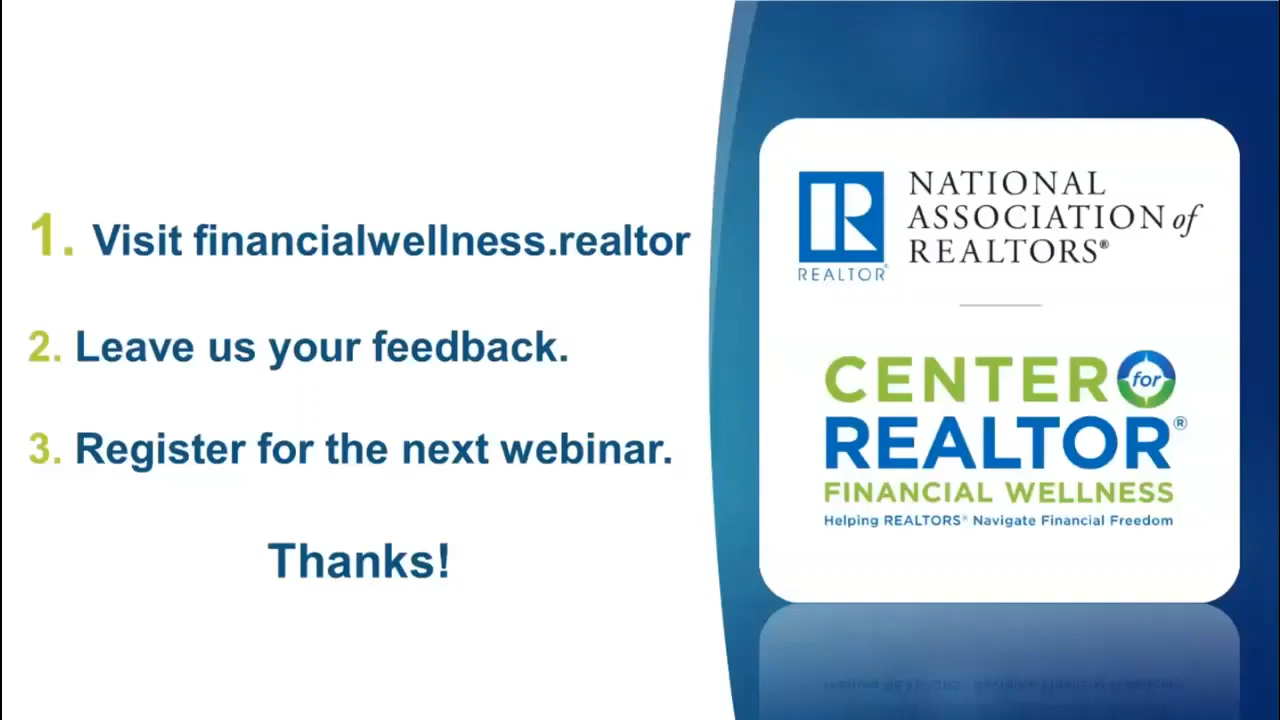 1. Visit financialwellness.realtor
2. Leave us your feedback.
3. Register for the next webinar.
Thanks!
R
REALTOR®
NATIONAL
ASSOCIATION of
REALTORS®
CENTER for
REALTOR®
FINANCIAL WELLNESS
Helping REALTORS® Navigate Financial Freedom